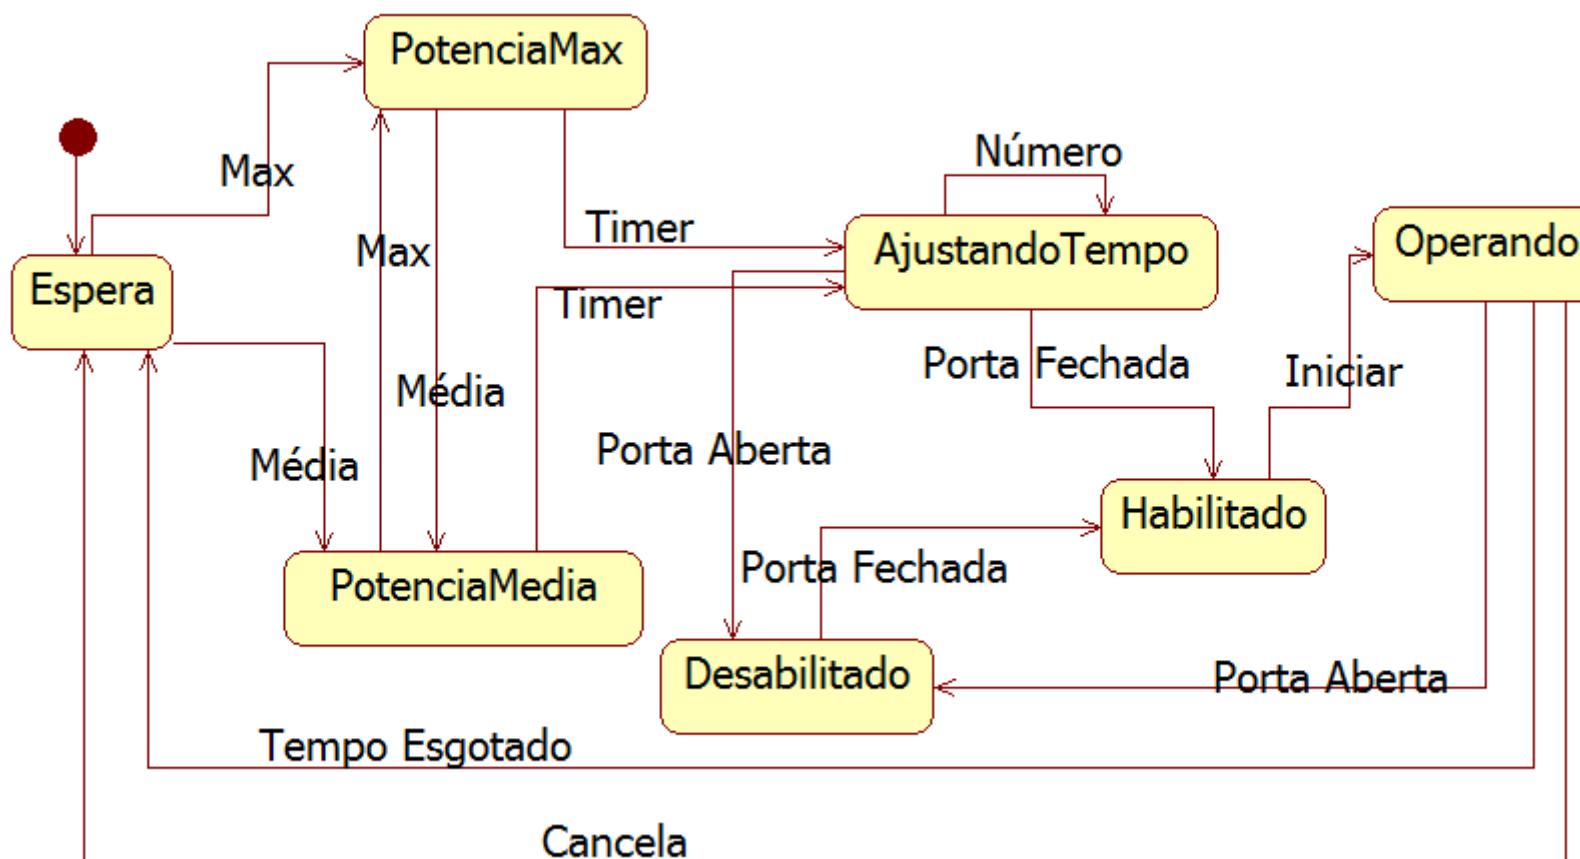 PotenciaMax
Max
Número
Timer
Max
AjustandoTempo
Operando
Espera
Timer
Porta Fechada
Iniciar
Média
Média
Porta Aberta
Habilitado
PotenciaMedia
Porta Fechada
Desabilitado
Porta Aberta
Tempo Esgotado
Cancela